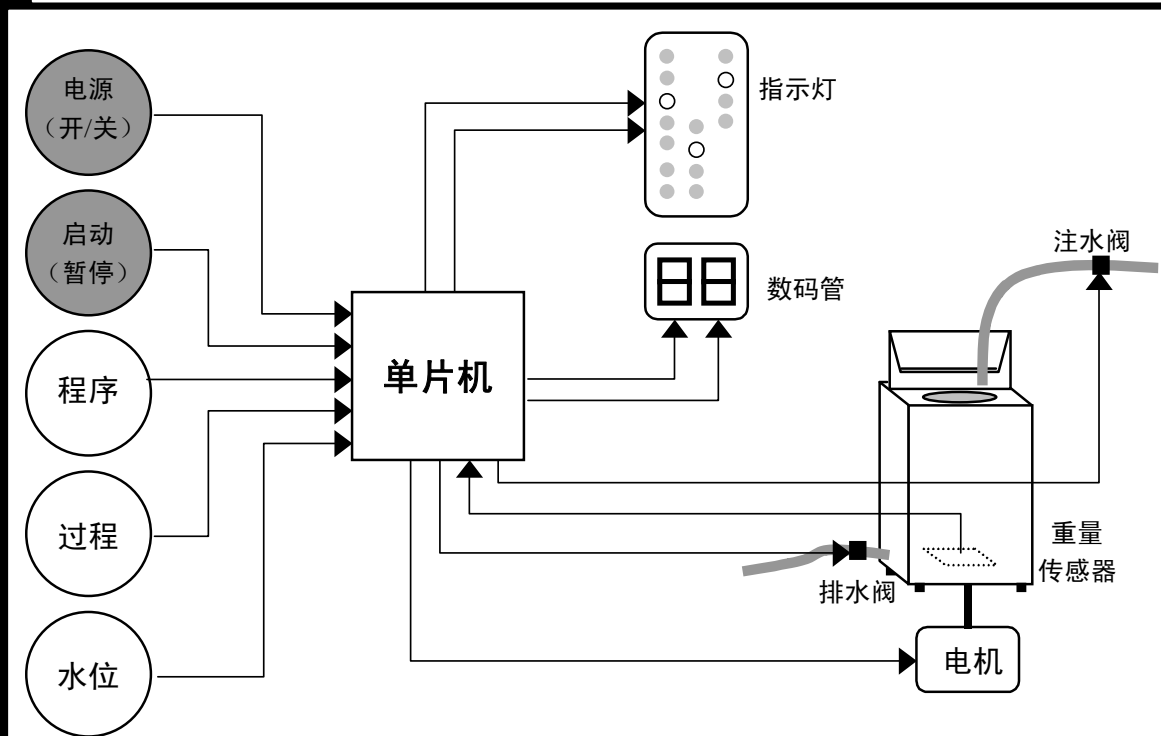 电源
（开/关）
启动
（暂停）
程序
过程
水位
单片机
指示灯
数码管
注水阀
重量
传感器
排水阀
电机